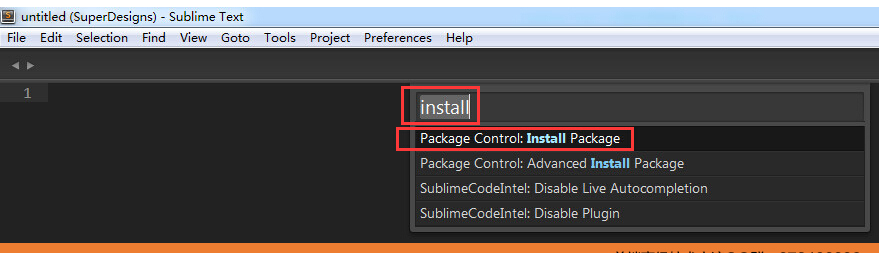 untitled (SuperDesigns) - Sublime Text
File Edit Selection Find View Goto Tools Project Preferences Help
1
install
Package Control: Install Package
Package Control: Advanced Install Package
SublimeCodeIntel: Disable Live Autocompletion
SublimeCodeIntel: Disable Plugin